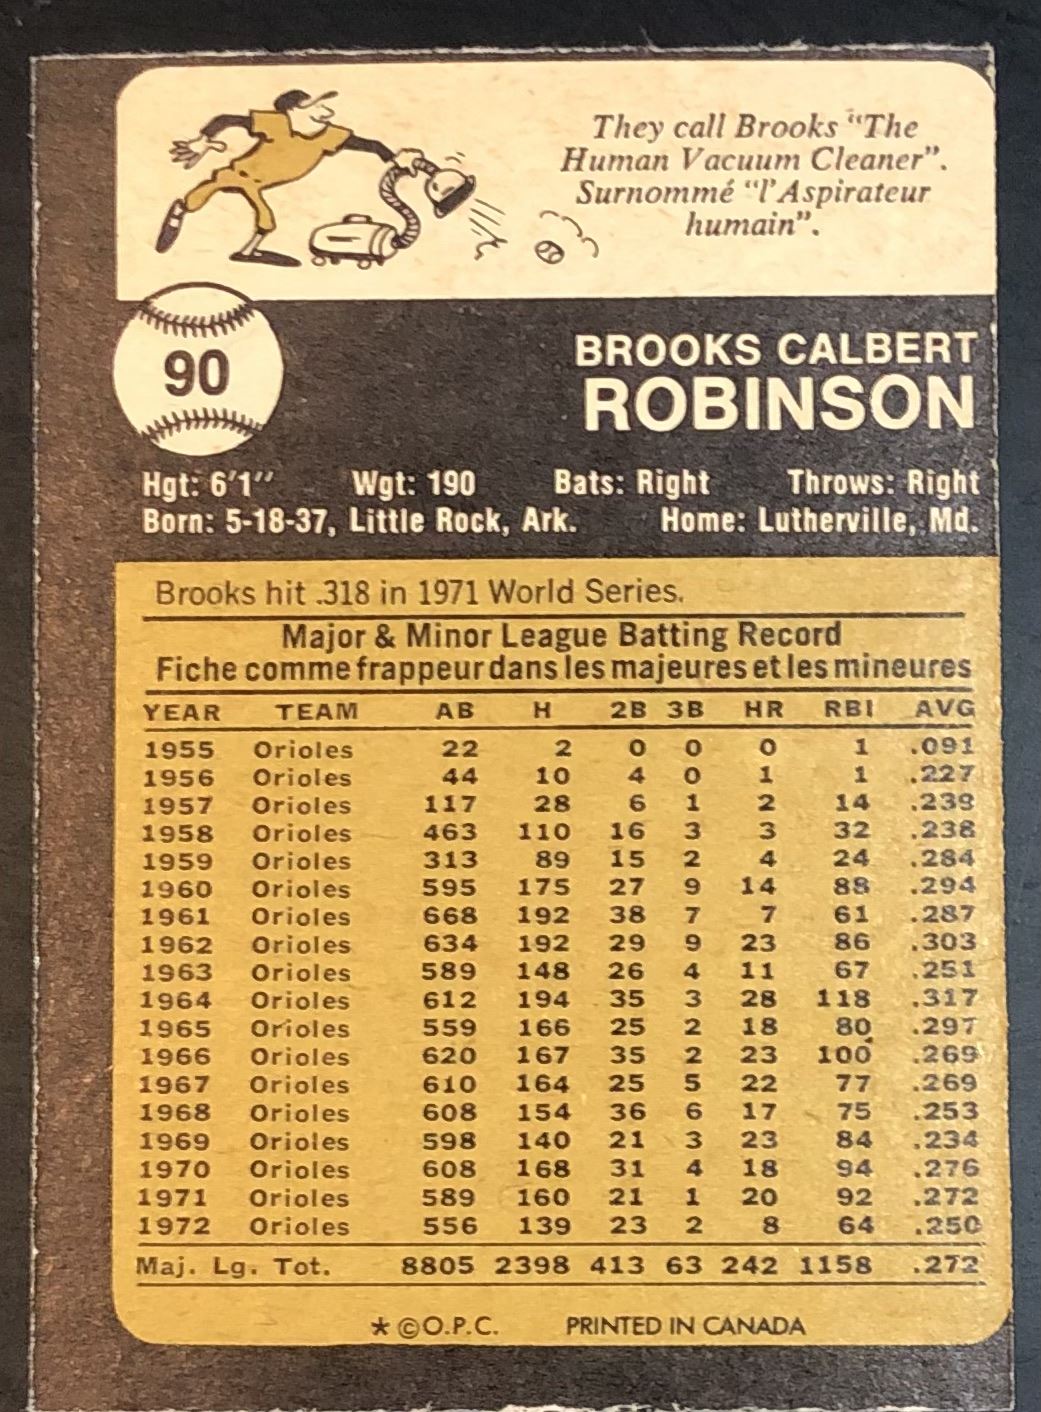 They call Brooks "The
Human Vacuum Cleaner".
Surnommé "l'Aspirateur
humain".
90
BROOKS CALBERT
ROBINSON
Hgt: 6'1" Wgt: 190 Bats: Right Throws: Right
Born: 5-18-37, Little Rock, Ark. Home: Lutherville, Md.
Brooks hit .318 in 1971 World Series.
Major & Minor League Batting Record
Fiche comme frappeur dans les majeures et les mineures
YEAR TEAM AB H 2B 3B HR RBI AVG
1955 Orioles 22 2 0 0 0 1 .091
1956 Orioles 44 10 4 0 1 1 .227
1957 Orioles 117 28 6 1 2 14 .239
1958 Orioles 463 110 16 3 3 32 .238
1959 Orioles 313 89 15 2 4 24 .284
1960 Orioles 595 175 27 9 14 88 .294
1961 Orioles 668 192 38 7 7 61 .287
1962 Orioles 634 192 29 9 23 86 .303
1963 Orioles 589 148 26 4 11 67 .251
1964 Orioles 612 194 35 3 28 118 .317
1965 Orioles 559 166 25 2 18 80 .297
1966 Orioles 620 167 35 2 23 100 .269
1967 Orioles 610 164 25 5 22 77 .269
1968 Orioles 608 154 36 6 17 75 .253
1969 Orioles 598 140 21 3 23 84 .234
1970 Orioles 608 168 31 4 18 94 .276
1971 Orioles 589 160 21 1 20 92 .272
1972 Orioles 556 139 23 2 8 64 .250
Maj. Lg. Tot. 8805 2398 413 63 242 1158 .272
* ©O.P.C. PRINTED IN CANADA